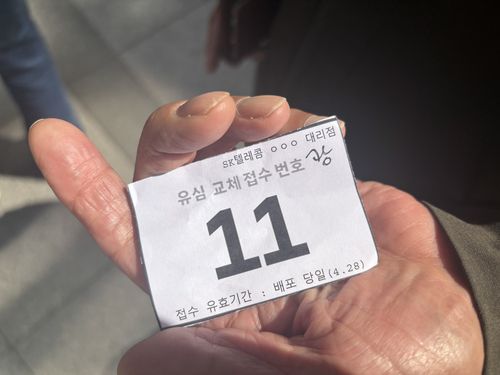 SK텔레콤 ㅇㅇㅇ 대리점
유심 교체 접수 번호
11
접수 유효기간 : 배포 당일(4.28)